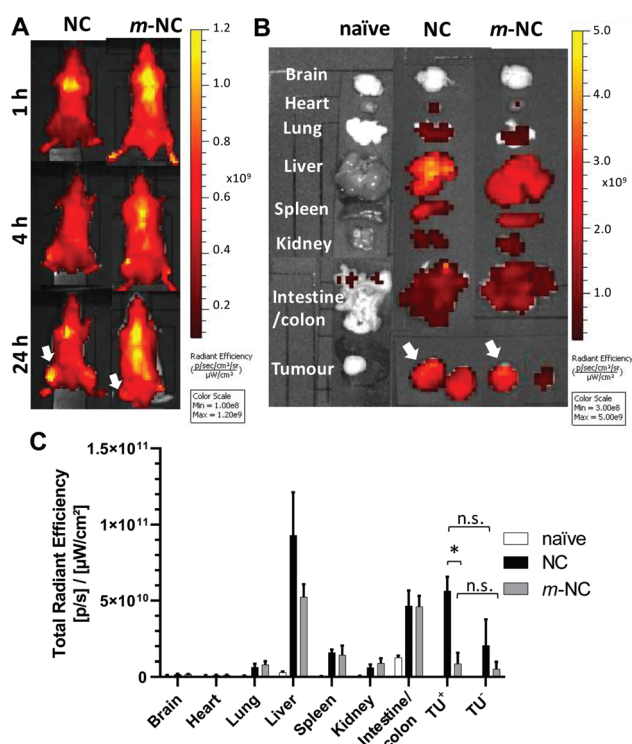 A
NC
m-NC
1 h
4 h
24 h
1.2
1.0
0.8
x10⁹
0.6
0.4
0.2
Radiant Efficiency
(p/sec/cm²/sr / µW/cm²)
Color Scale
Min = 1.00e8
Max = 1.20e9
B
naïve
NC
m-NC
Brain
Heart
Lung
Liver
Spleen
Kidney
Intestine
/colon
Tumour
5.0
4.0
3.0
x10⁹
2.0
1.0
Radiant Efficiency
(p/sec/cm²/sr / µW/cm²)
Color Scale
Min = 3.00e8
Max = 5.00e9
C
Total Radiant Efficiency
[p/s] / [µW/cm²]
1.5×10¹¹
1×10¹¹
5×10¹⁰
0
n.s.
*
n.s.
naïve
NC
m-NC
Brain
Heart
Lung
Liver
Spleen
Kidney
Intestine/
colon
TU⁺
TU⁻